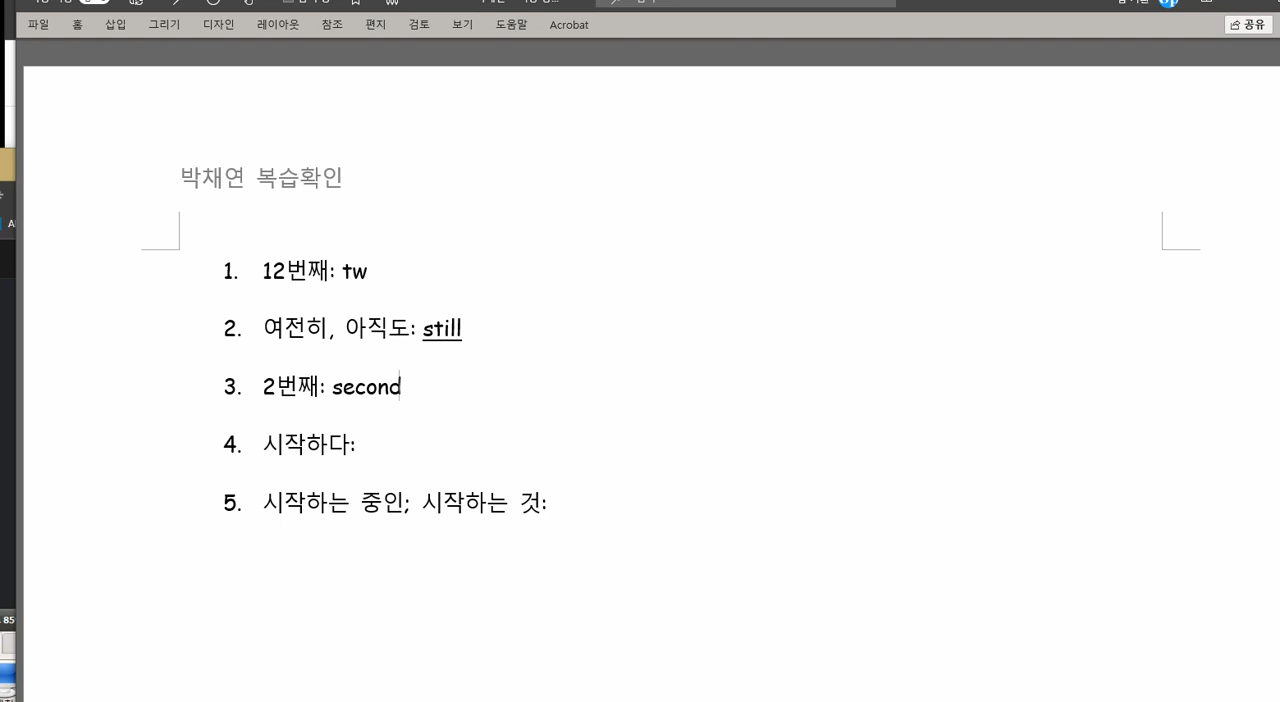 파일 홈 삽입 그리기 디자인 레이아웃 참조 편지 검토 보기 도움말 Acrobat 공유
박채연 복습확인
1. 12번째: tw
2. 여전히, 아직도: still
3. 2번째: second
4. 시작하다:
5. 시작하는 중인; 시작하는 것:
85